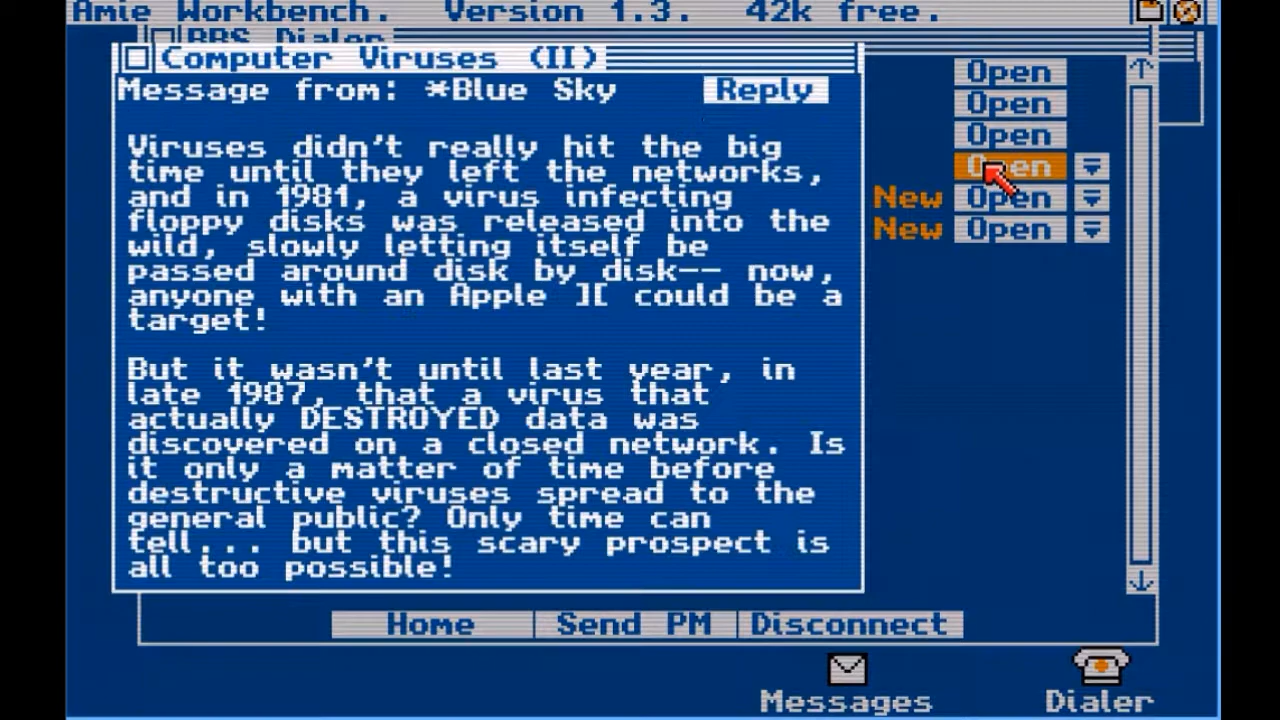 Amie Workbench. Version 1.3. 42k free.
BBS Dialer
Computer Viruses (II)
Message from: *Blue Sky Reply
Viruses didn't really hit the big
time until they left the networks,
and in 1981, a virus infecting
floppy disks was released into the
wild, slowly letting itself be
passed around disk by disk-- now,
anyone with an Apple ][ could be a
target!
But it wasn't until last year, in
late 1987, that a virus that
actually DESTROYED data was
discovered on a closed network. Is
it only a matter of time before
destructive viruses spread to the
general public? Only time can
tell... but this scary prospect is
all too possible!
Open
Open
Open
Open
New Open
New Open
Home Send PM Disconnect
Messages Dialer